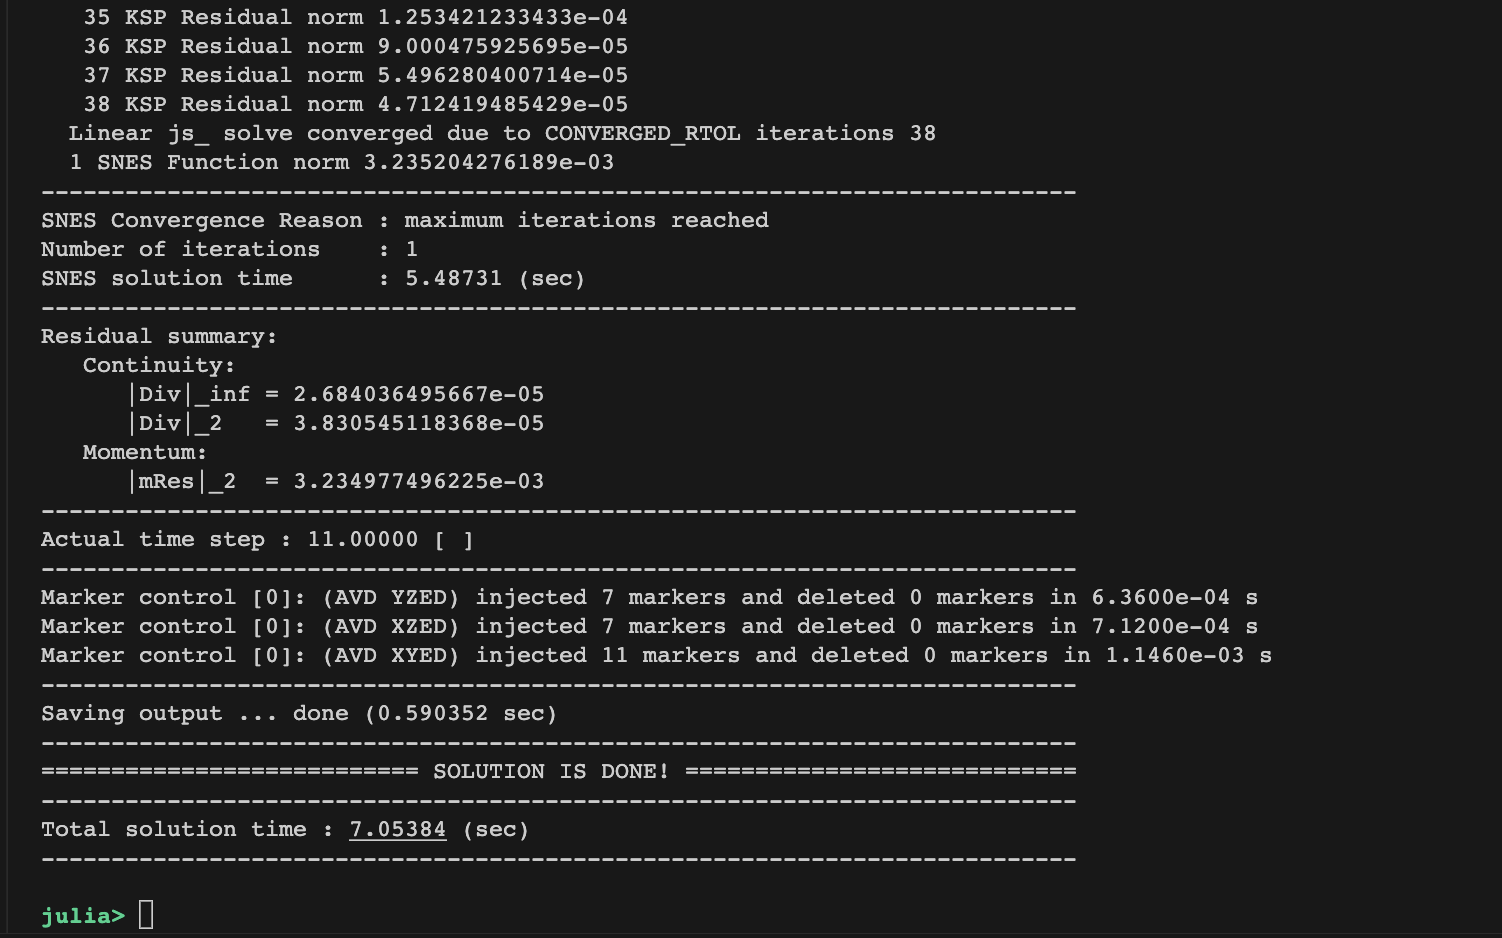 35 KSP Residual norm 1.253421233433e-04
36 KSP Residual norm 9.000475925695e-05
37 KSP Residual norm 5.496280400714e-05
38 KSP Residual norm 4.712419485429e-05
Linear js_ solve converged due to CONVERGED_RTOL iterations 38
1 SNES Function norm 3.235204276189e-03
--------------------------------------------------------------------------
SNES Convergence Reason : maximum iterations reached
Number of iterations    : 1
SNES solution time      : 5.48731 (sec)
--------------------------------------------------------------------------
Residual summary:
Continuity:
|Div|_inf = 2.684036495667e-05
|Div|_2   = 3.830545118368e-05
Momentum:
|mRes|_2  = 3.234977496225e-03
--------------------------------------------------------------------------
Actual time step : 11.00000 [ ]
--------------------------------------------------------------------------
Marker control [0]: (AVD YZED) injected 7 markers and deleted 0 markers in 6.3600e-04 s
Marker control [0]: (AVD XZED) injected 7 markers and deleted 0 markers in 7.1200e-04 s
Marker control [0]: (AVD XYED) injected 11 markers and deleted 0 markers in 1.1460e-03 s
--------------------------------------------------------------------------
Saving output ... done (0.590352 sec)
--------------------------------------------------------------------------
=========================== SOLUTION IS DONE! ============================
--------------------------------------------------------------------------
Total solution time : 7.05384 (sec)
--------------------------------------------------------------------------
julia>